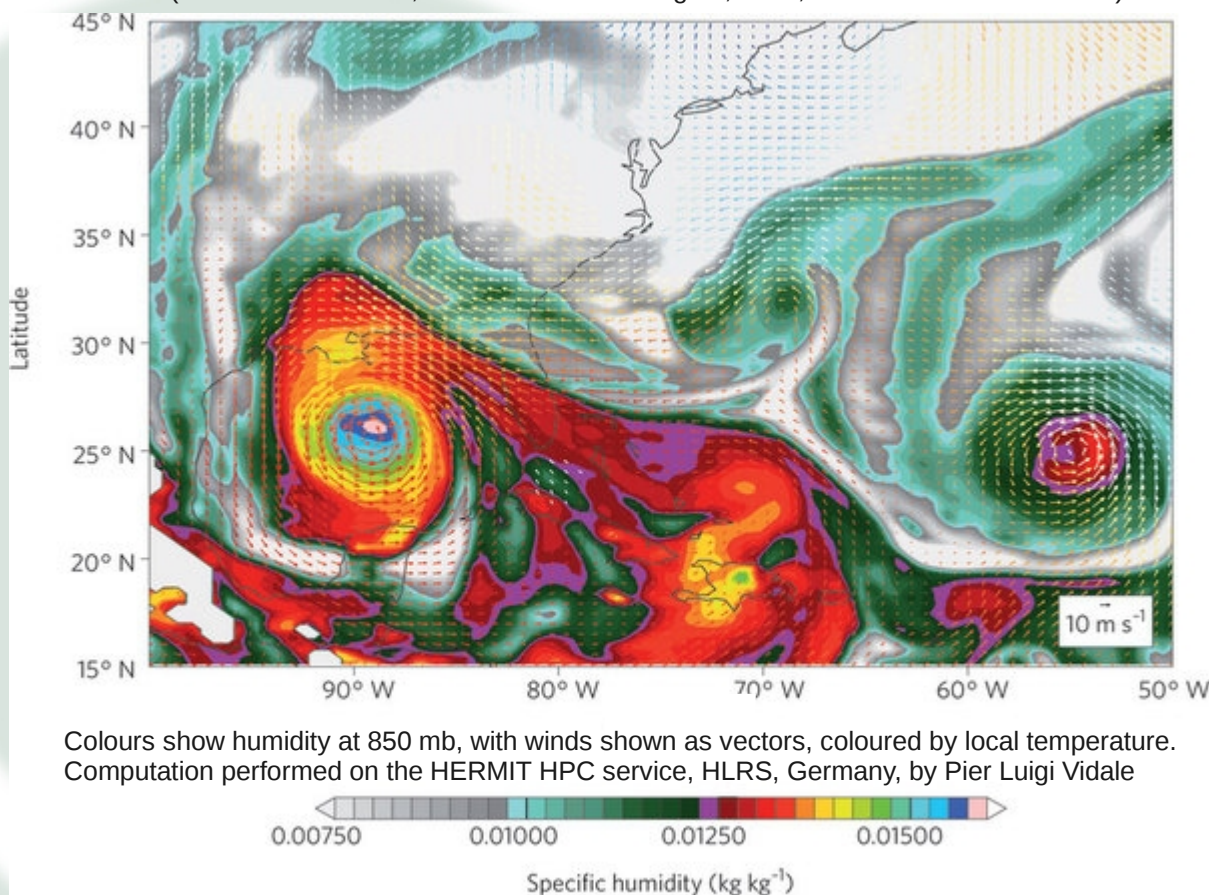 45° N
40° N
35° N
30° N
25° N
20° N
15° N
Latitude
10 m s⁻¹
90° W
80° W
70° W
60° W
50° W
Colours show humidity at 850 mb, with winds shown as vectors, coloured by local temperature.
Computation performed on the HERMIT HPC service, HLRS, Germany, by Pier Luigi Vidale
0.00750 0.01000 0.01250 0.01500
Specific humidity (kg kg⁻¹)